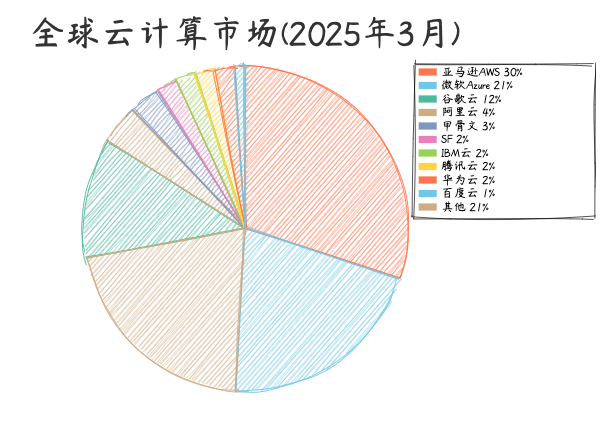 全球云计算市场(2025年3月)
亚马逊AWS 30%
微软Azure 21%
谷歌云 12%
阿里云 4%
甲骨文 3%
SF 2%
IBM云 2%
腾讯云 2%
华为云 2%
百度云 1%
其他 21%